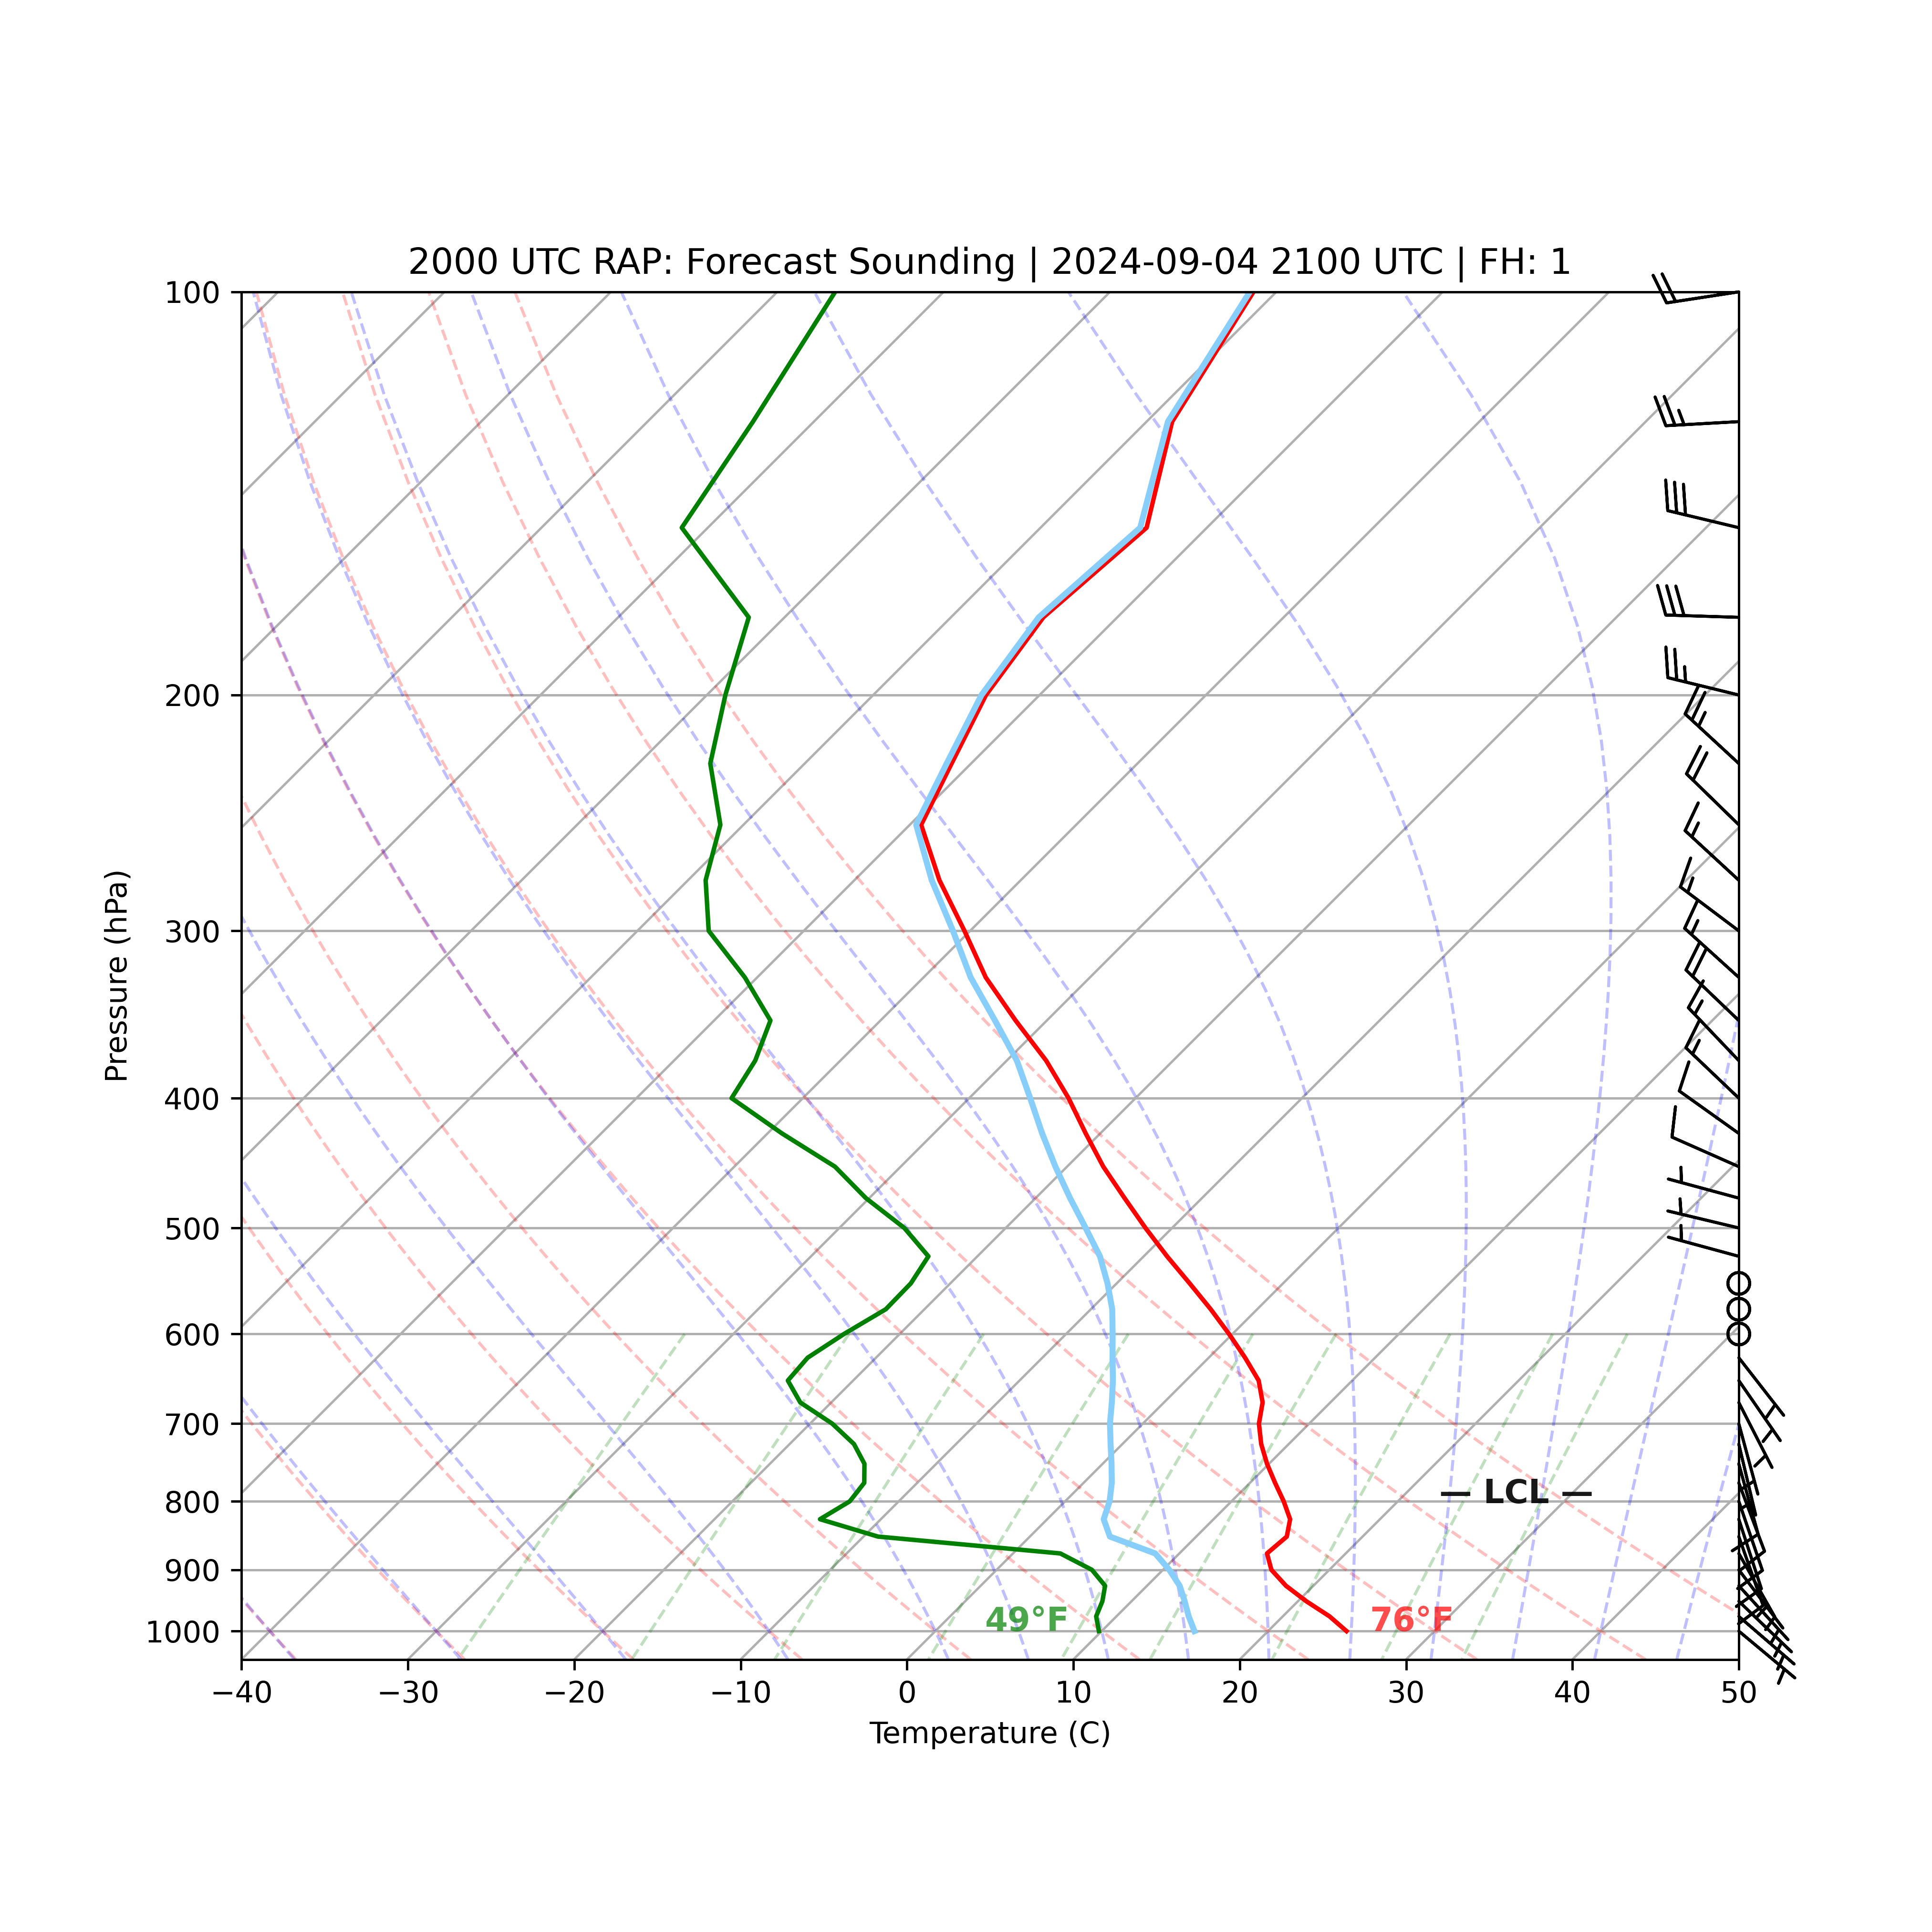 2000 UTC RAP: Forecast Sounding | 2024-09-04 2100 UTC | FH: 1
100
200
300
400
500
600
700
800
900
1000
Pressure (hPa)
— LCL —
49°F
76°F
−40 −30 −20 −10 0 10 20 30 40 50
Temperature (C)